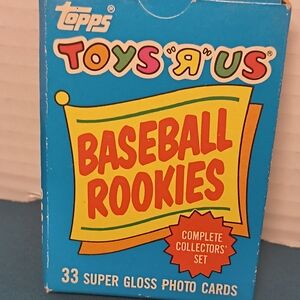 Topps
TOYS "R" US
BASEBALL
ROOKIES
COMPLETE
COLLECTORS'
SET
33 SUPER GLOSS PHOTO CARDS